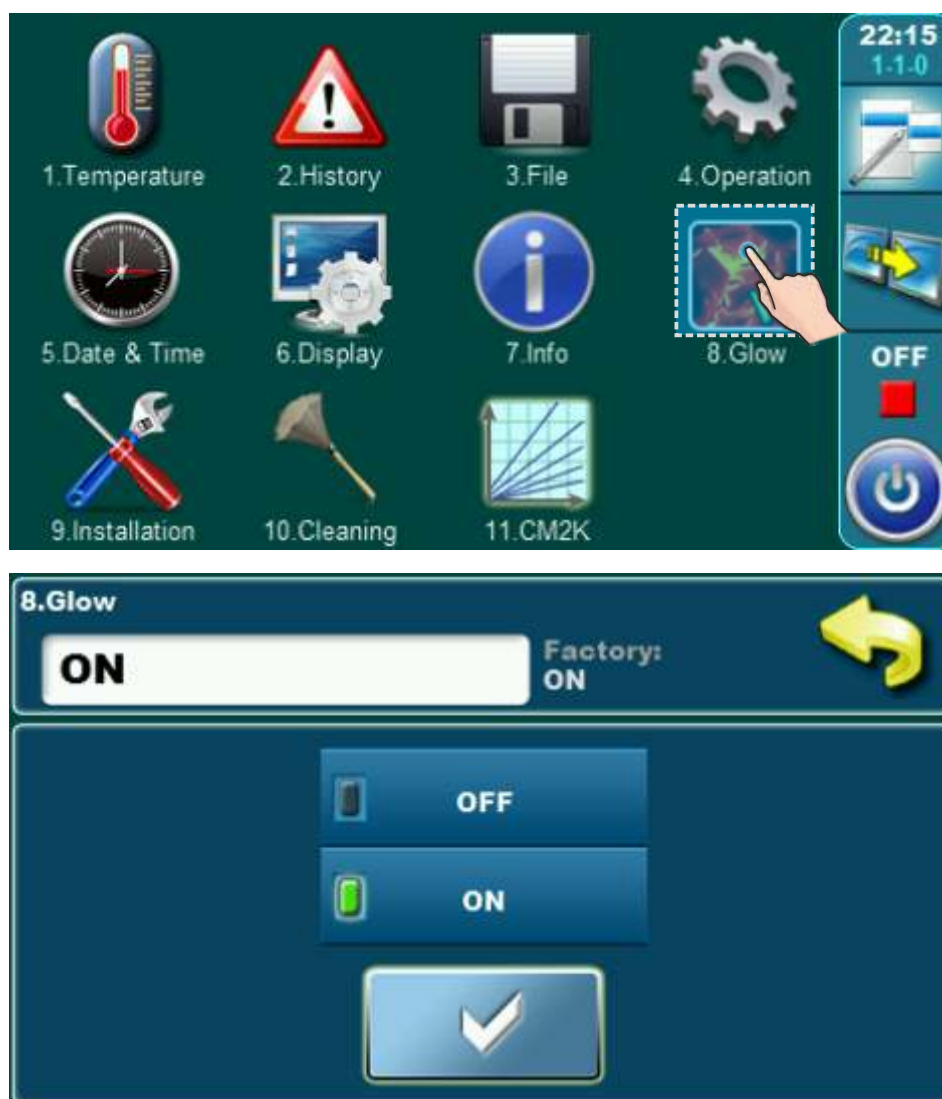 22:15
1-1-0
1.Temperature 2.History 3.File 4.Operation
5.Date & Time 6.Display 7.Info 8.Glow
OFF
9.Installation 10.Cleaning 11.CM2K
8.Glow
ON
Factory:
ON
OFF
ON